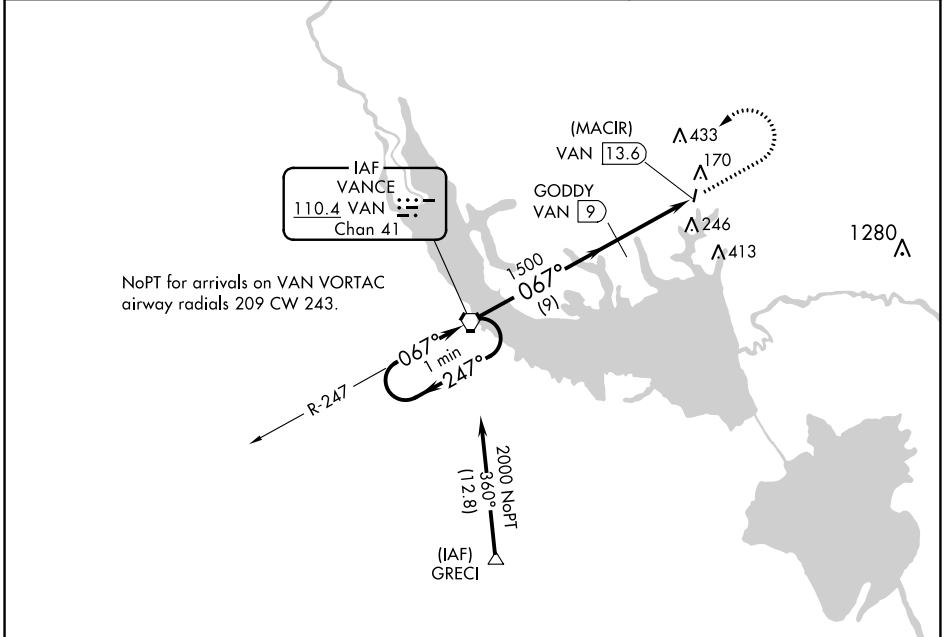 (MACIR)
VAN 13.6
433
170
IAF
VANCE
110.4 VAN
Chan 41
GODDY
VAN 9
246
413
1280
NoPT for arrivals on VAN VORTAC
airway radials 209 CW 243.
1500
067°
(9)
067°
1 min
247°
R-247
2000 NoPT
360°
(12.8)
(IAF)
GRECI